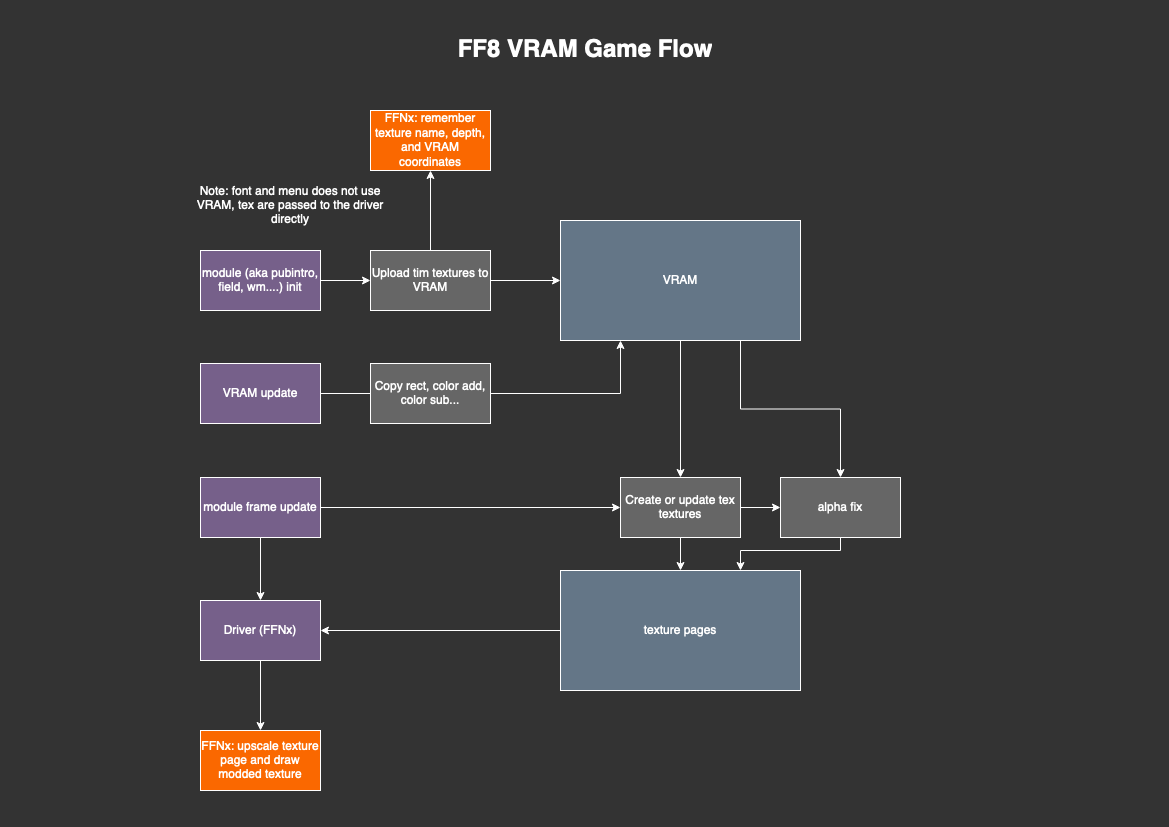 FF8 VRAM Game Flow
FFNx: remember
texture name, depth,
and VRAM
coordinates
Note: font and menu does not use
VRAM, tex are passed to the driver
directly
module (aka pubintro,
field, wm....) init
Upload tim textures to
VRAM
VRAM
VRAM update
Copy rect, color add,
color sub...
module frame update
Create or update tex
textures
alpha fix
Driver (FFNx)
texture pages
FFNx: upscale texture
page and draw
modded texture